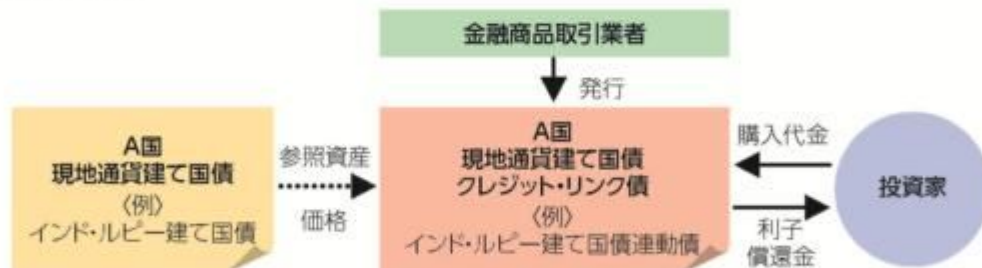 金融商品取引業者
発行
A国
現地通貨建て国債
〈例〉
インド・ルピー建て国債
参照資産
価格
A国
現地通貨建て国債
クレジット・リンク債
〈例〉
インド・ルピー建て国債連動債
購入代金
利子
償還金
投資家